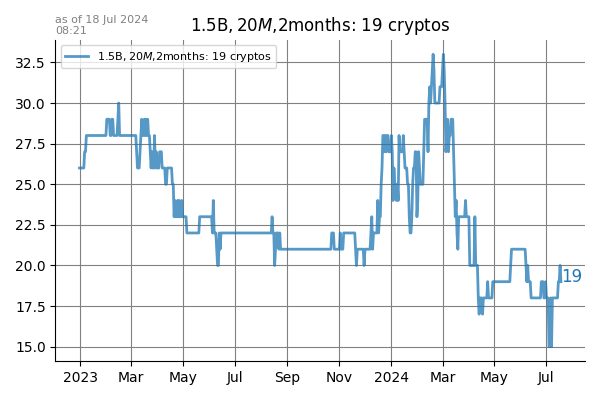 as of 18 Jul 2024
08:21
1.5B, 20M,2months: 19 cryptos
1.5B, 20M,2months: 19 cryptos
32.5
30.0
27.5
25.0
22.5
20.0
17.5
15.0
19
2023 Mar May Jul Sep Nov 2024 Mar May Jul